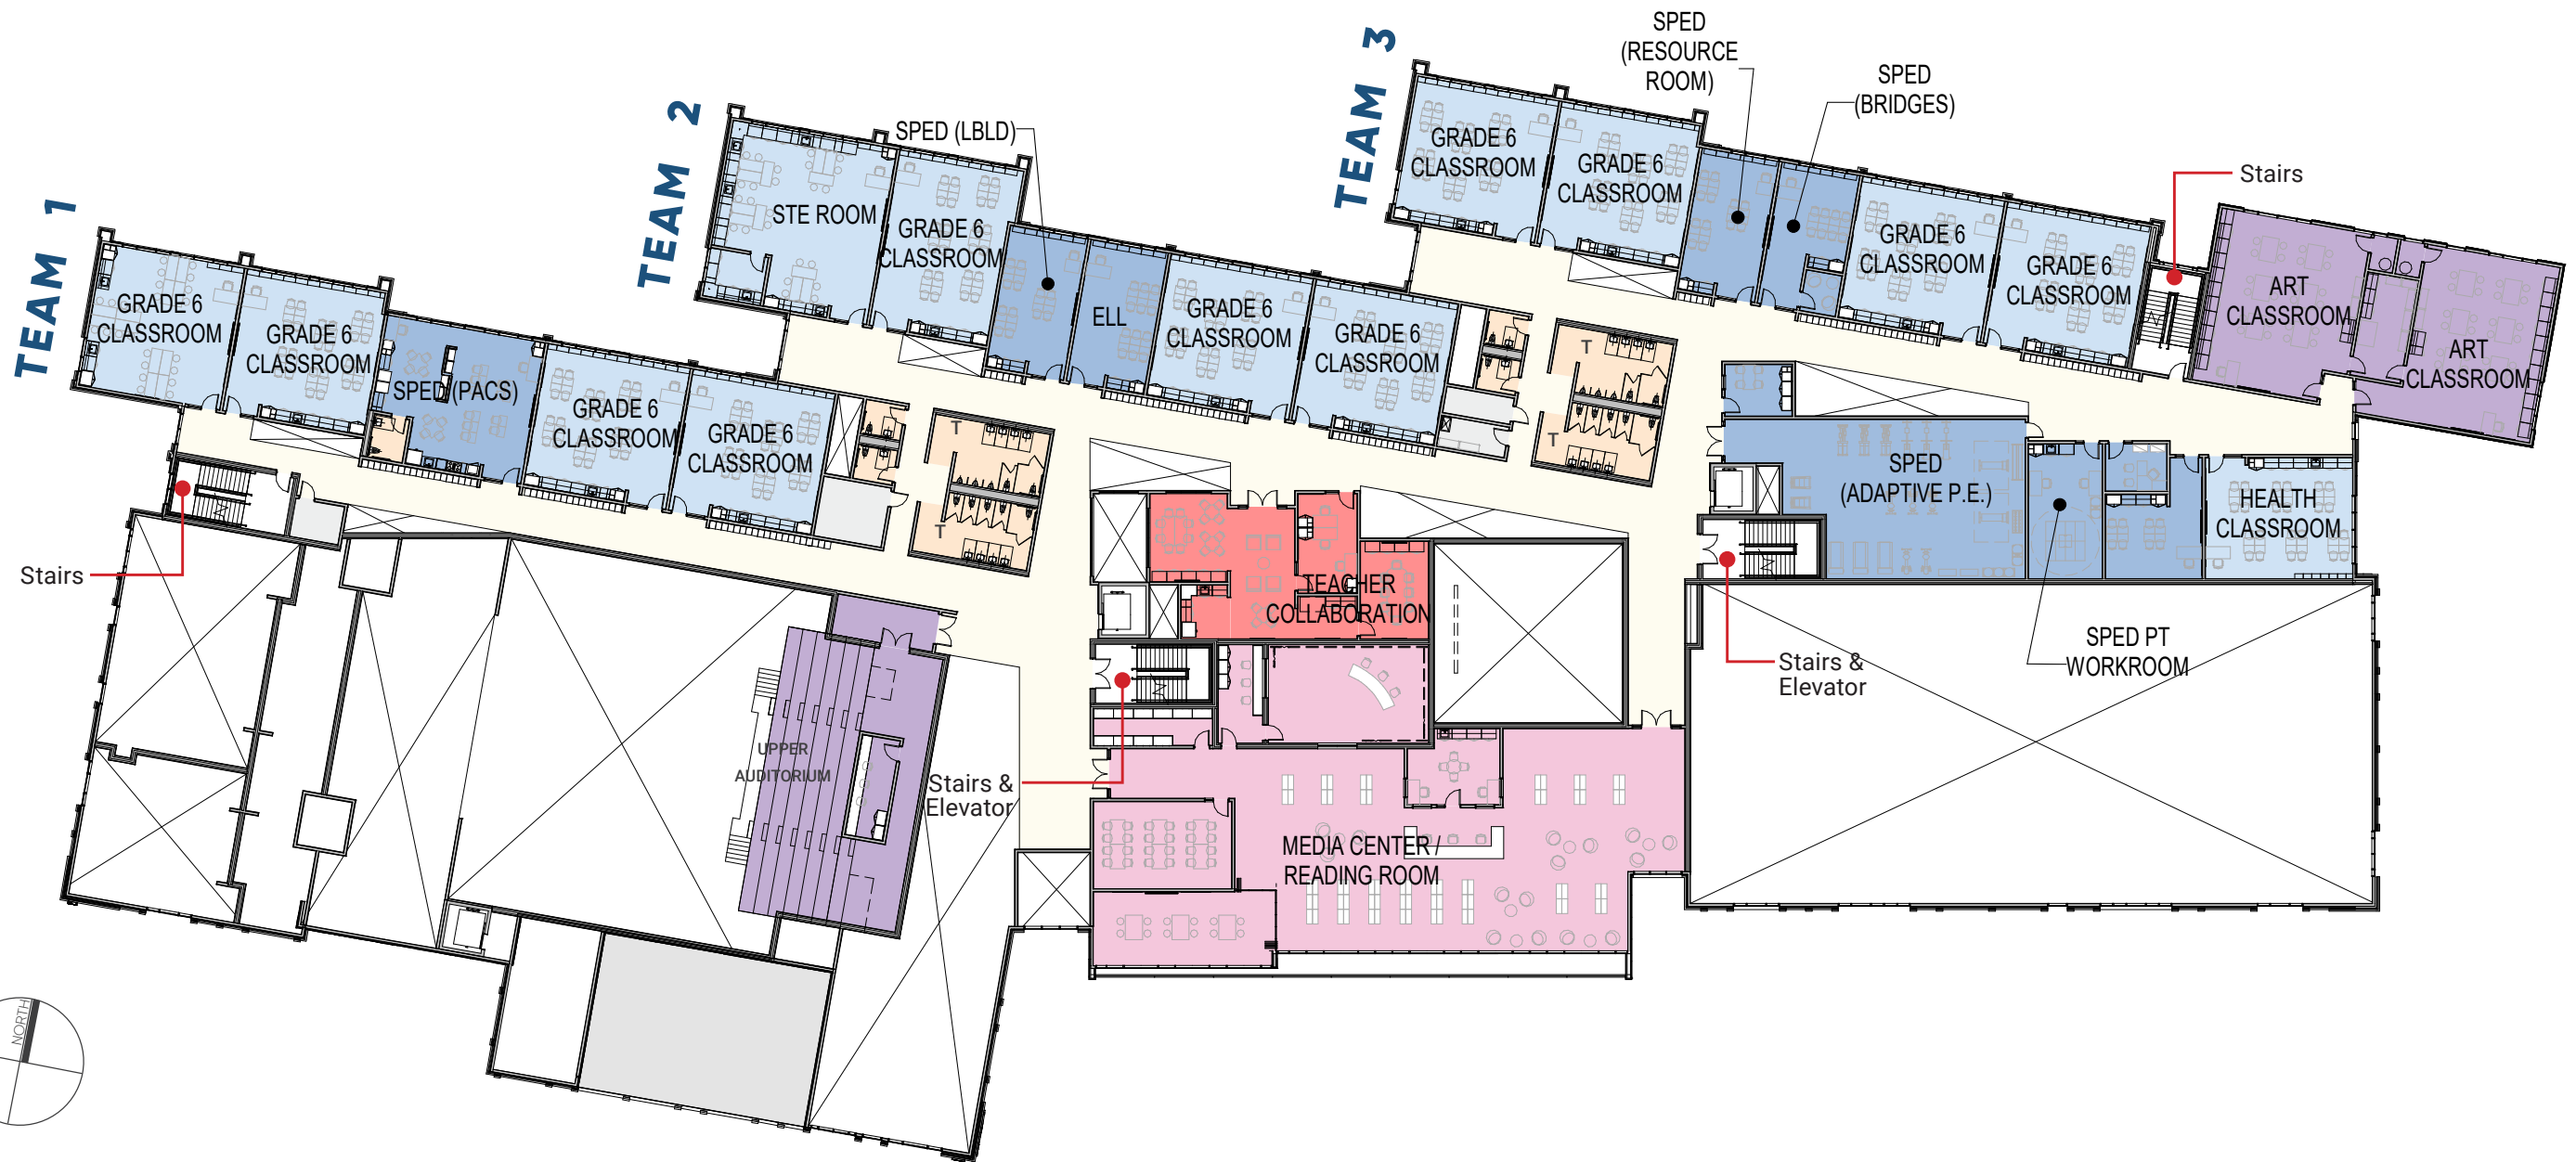 TEAM 1
TEAM 2
TEAM 3
SPED
(RESOURCE
ROOM)
SPED
(BRIDGES)
SPED (LBLD)
Stairs
GRADE 6
CLASSROOM
GRADE 6
CLASSROOM
SPED (PACS)
GRADE 6
CLASSROOM
GRADE 6
CLASSROOM
STE ROOM
GRADE 6
CLASSROOM
ELL
GRADE 6
CLASSROOM
GRADE 6
CLASSROOM
GRADE 6
CLASSROOM
GRADE 6
CLASSROOM
GRADE 6
CLASSROOM
GRADE 6
CLASSROOM
ART
CLASSROOM
ART
CLASSROOM
T
T
T
T
SPED
(ADAPTIVE P.E.)
HEALTH
CLASSROOM
Stairs
TEACHER
COLLABORATION
SPED PT
WORKROOM
Stairs &
Elevator
UPPER
AUDITORIUM
Stairs &
Elevator
MEDIA CENTER /
READING ROOM
NORTH